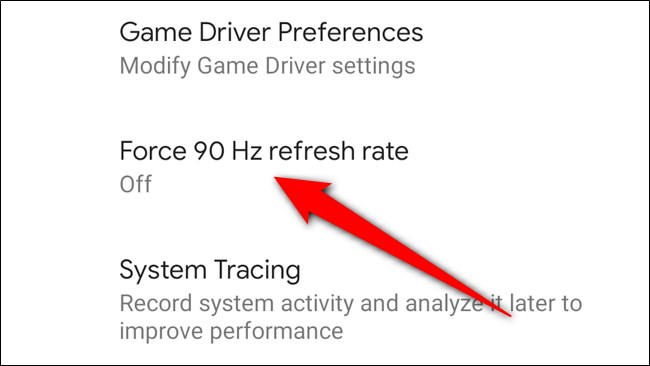 Game Driver Preferences
Modify Game Driver settings
Force 90 Hz refresh rate
Off
System Tracing
Record system activity and analyze it later to
improve performance